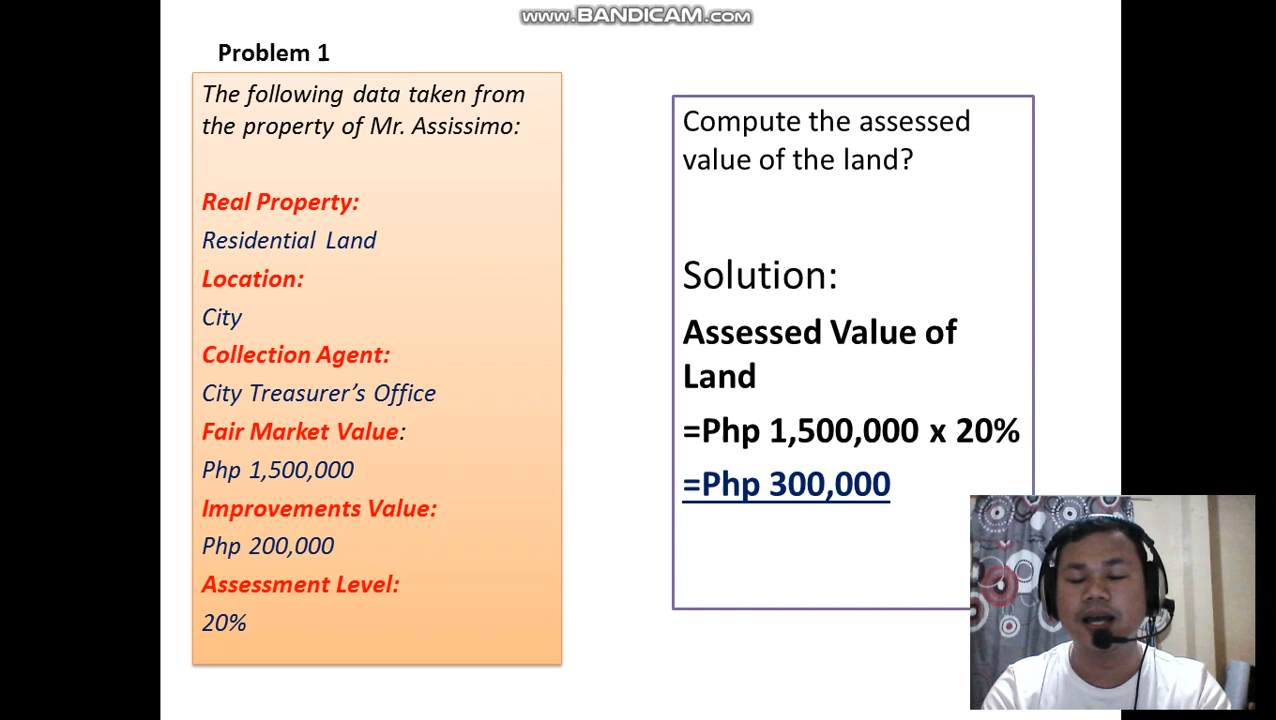 www.BANDICAM.com
Problem 1
The following data taken from
the property of Mr. Assissimo:
Real Property:
Residential Land
Location:
City
Collection Agent:
City Treasurer’s Office
Fair Market Value:
Php 1,500,000
Improvements Value:
Php 200,000
Assessment Level:
20%
Compute the assessed
value of the land?
Solution:
Assessed Value of
Land
=Php 1,500,000 x 20%
=Php 300,000